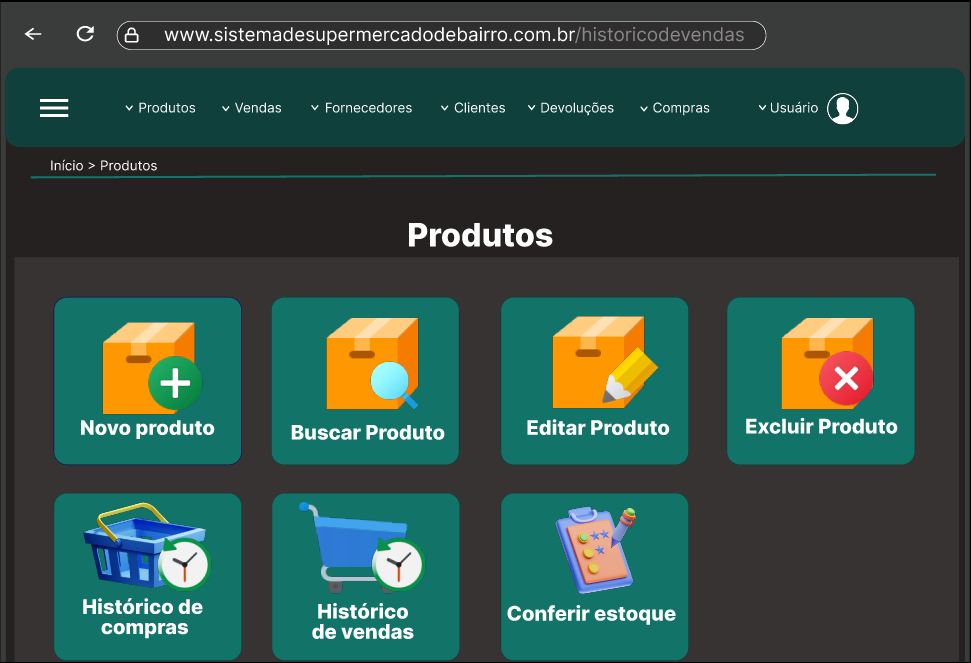 www.sistemadesupermercadodebairro.com.br/historicodevendas
Produtos Vendas Fornecedores Clientes Devoluções Compras Usuário
Início > Produtos
Produtos
Novo produto
Buscar Produto
Editar Produto
Excluir Produto
Histórico de
compras
Histórico
de vendas
Conferir estoque